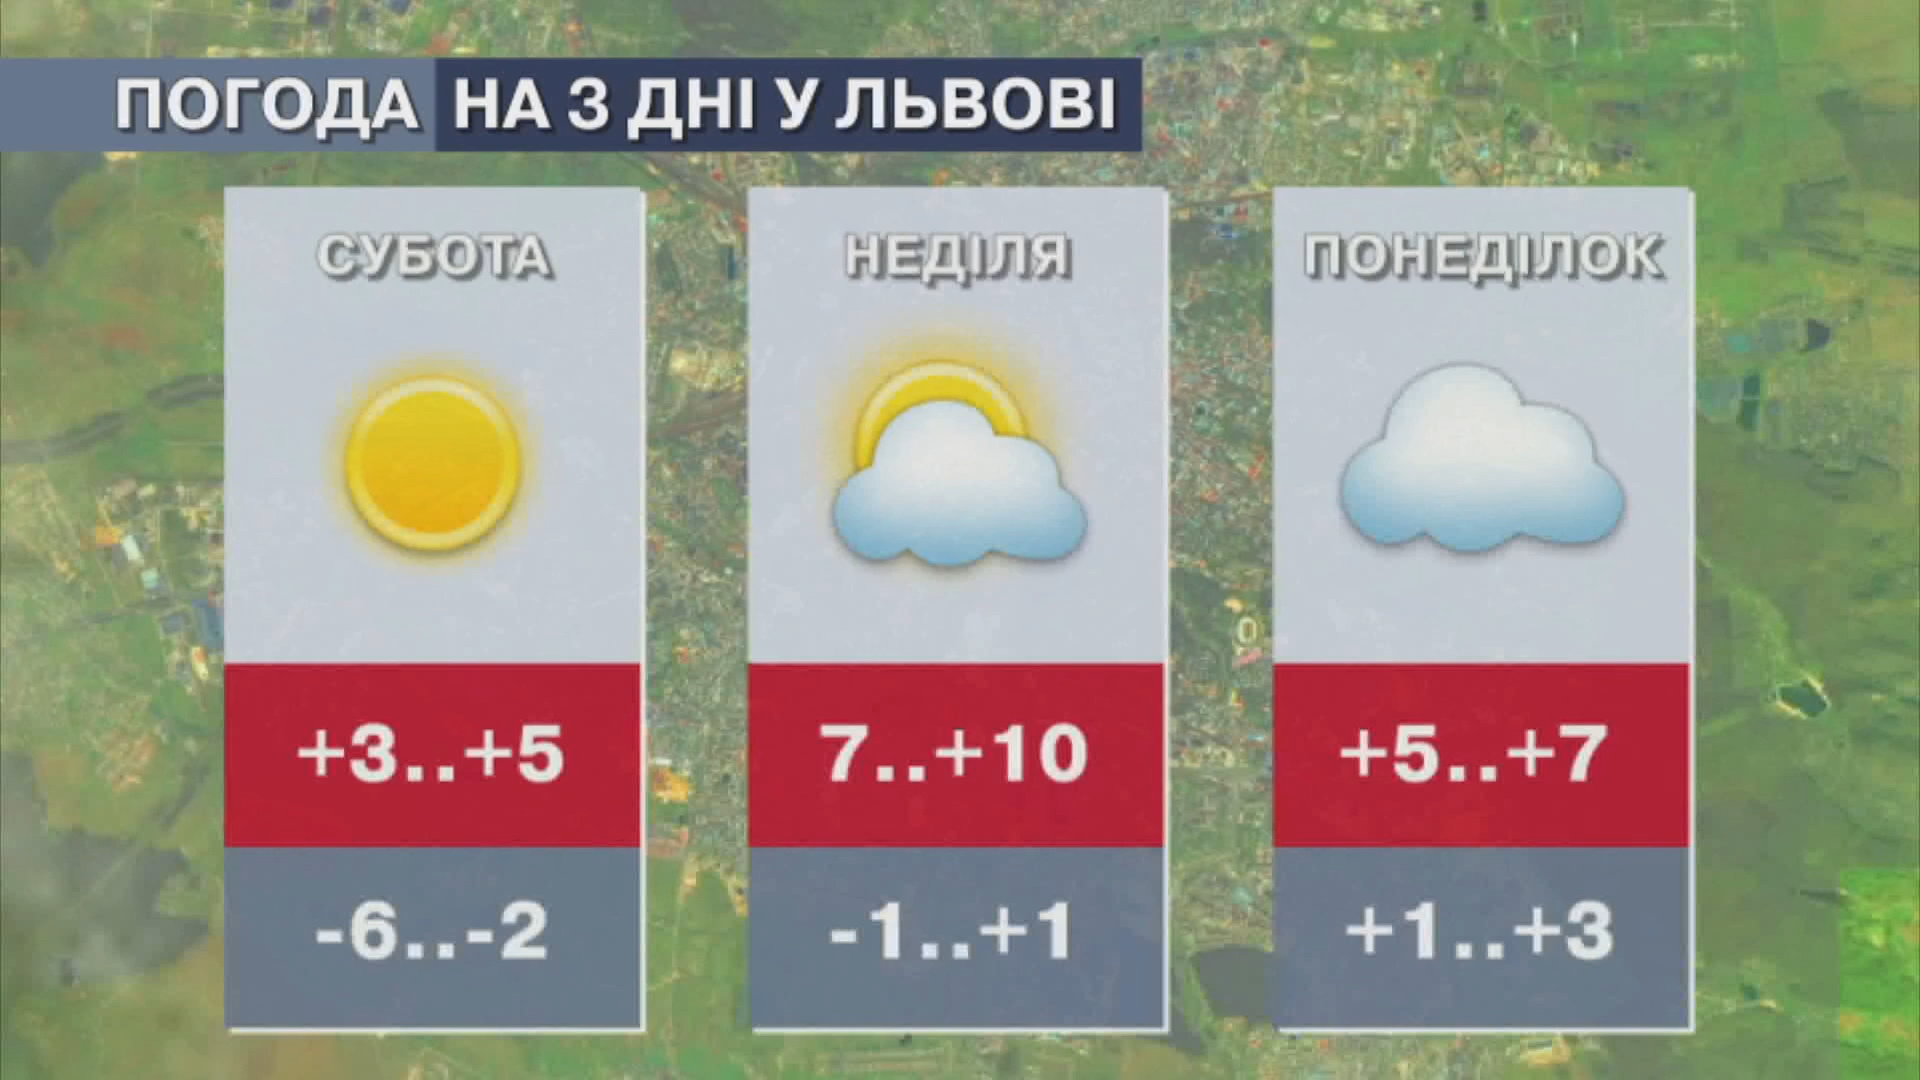 ПОГОДА НА 3 ДНІ У ЛЬВОВІ
СУБОТА
+3..+5
-6..-2
НЕДІЛЯ
7..+10
-1..+1
ПОНЕДІЛОК
+5..+7
+1..+3